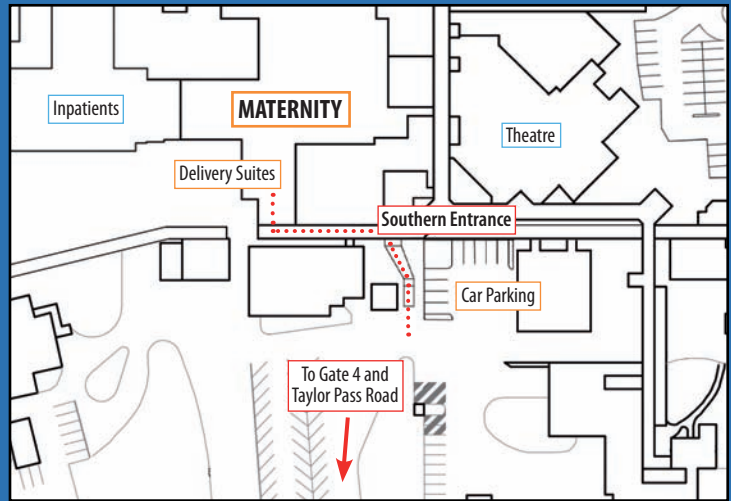 Inpatients
MATERNITY
Theatre
Delivery Suites
Southern Entrance
Car Parking
To Gate 4 and
Taylor Pass Road